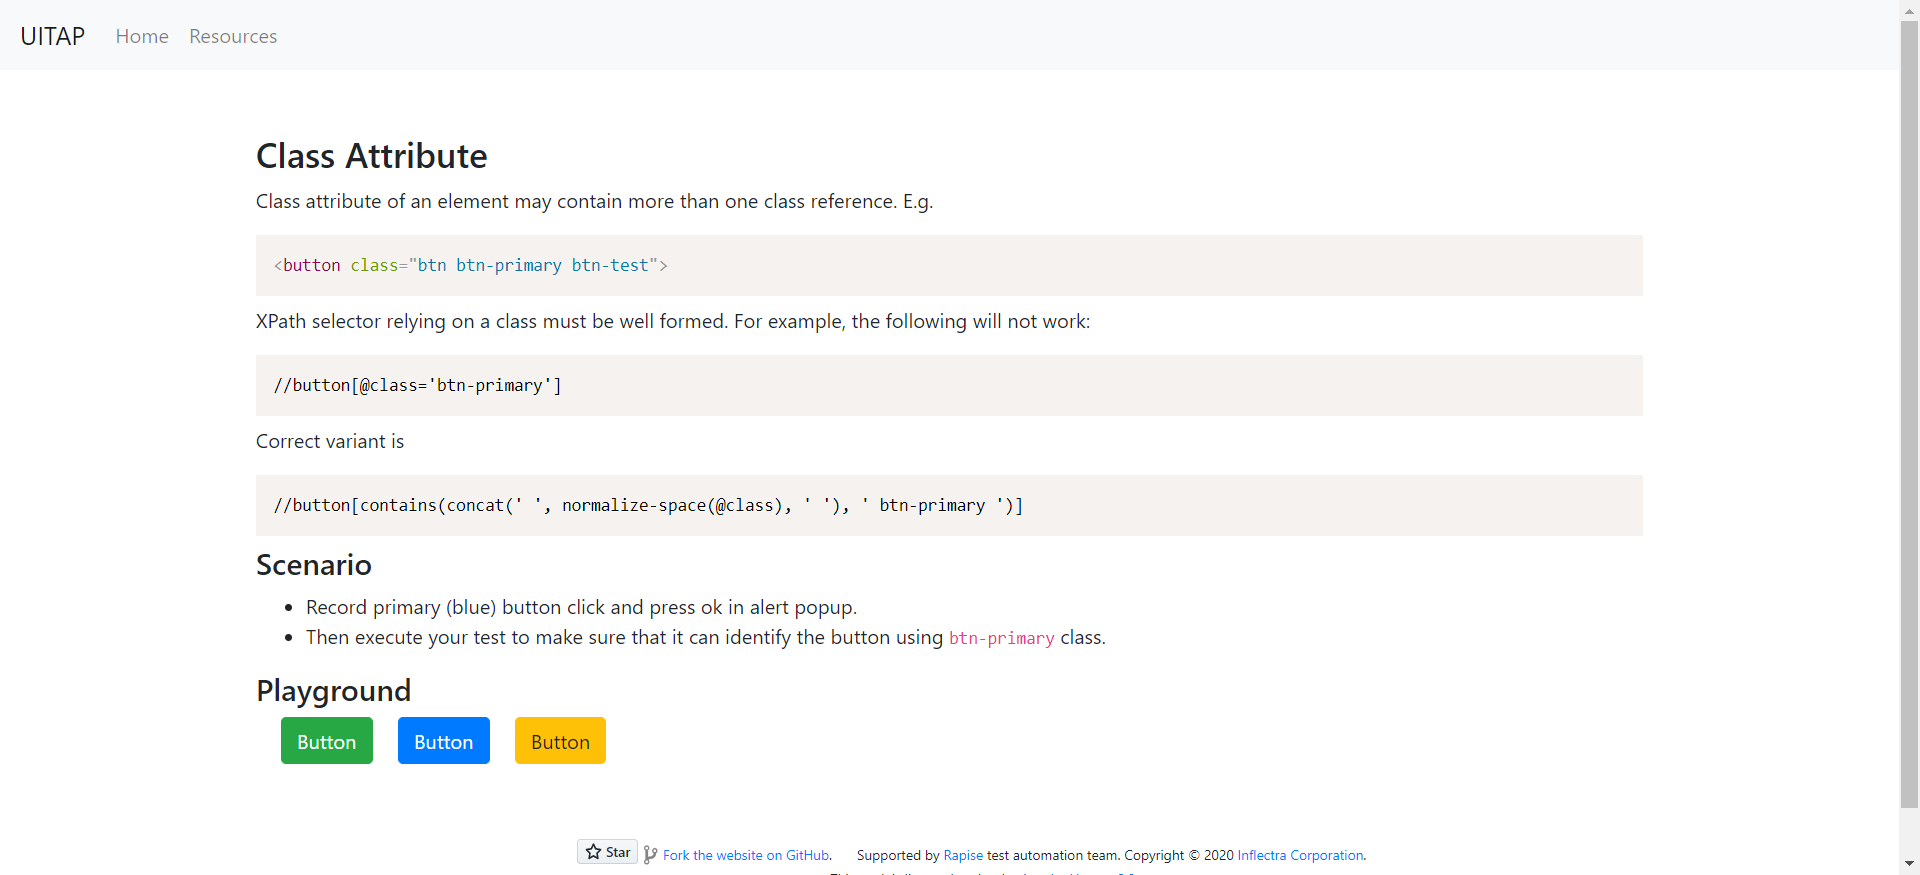 UITAP Home Resources
Class Attribute
Class attribute of an element may contain more than one class reference. E.g.
<button class="btn btn-primary btn-test">
XPath selector relying on a class must be well formed. For example, the following will not work:
//button[@class='btn-primary']
Correct variant is
//button[contains(concat(' ', normalize-space(@class), ' '), ' btn-primary ')]
Scenario
• Record primary (blue) button click and press ok in alert popup.
• Then execute your test to make sure that it can identify the button using btn-primary class.
Playground
Button Button Button
Star Fork the website on GitHub. Supported by Rapise test automation team. Copyright © 2020 Inflectra Corporation.